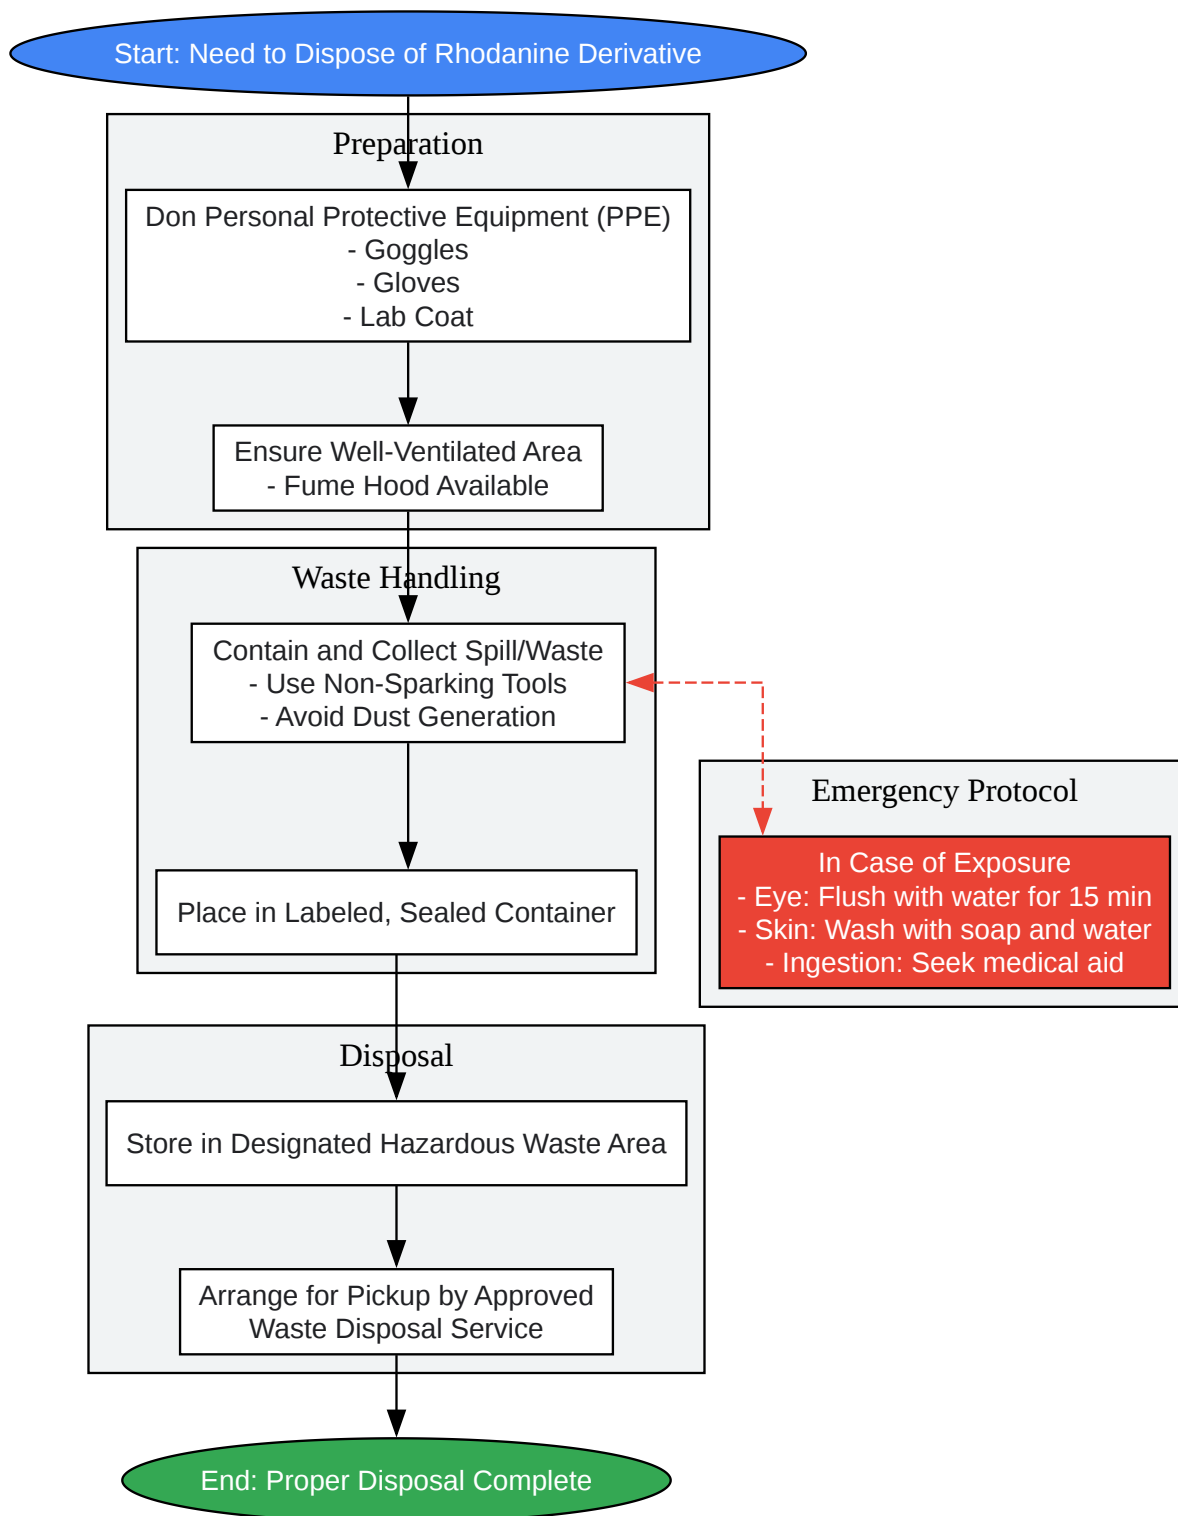 Start: Need to Dispose of Rhodanine Derivative
Preparation
Don Personal Protective Equipment (PPE)
- Goggles
- Gloves
- Lab Coat
Ensure Well-Ventilated Area
- Fume Hood Available
Waste Handling
Contain and Collect Spill/Waste
- Use Non-Sparking Tools
- Avoid Dust Generation
Place in Labeled, Sealed Container
Emergency Protocol
In Case of Exposure
- Eye: Flush with water for 15 min
- Skin: Wash with soap and water
- Ingestion: Seek medical aid
Disposal
Store in Designated Hazardous Waste Area
Arrange for Pickup by Approved
Waste Disposal Service
End: Proper Disposal Complete